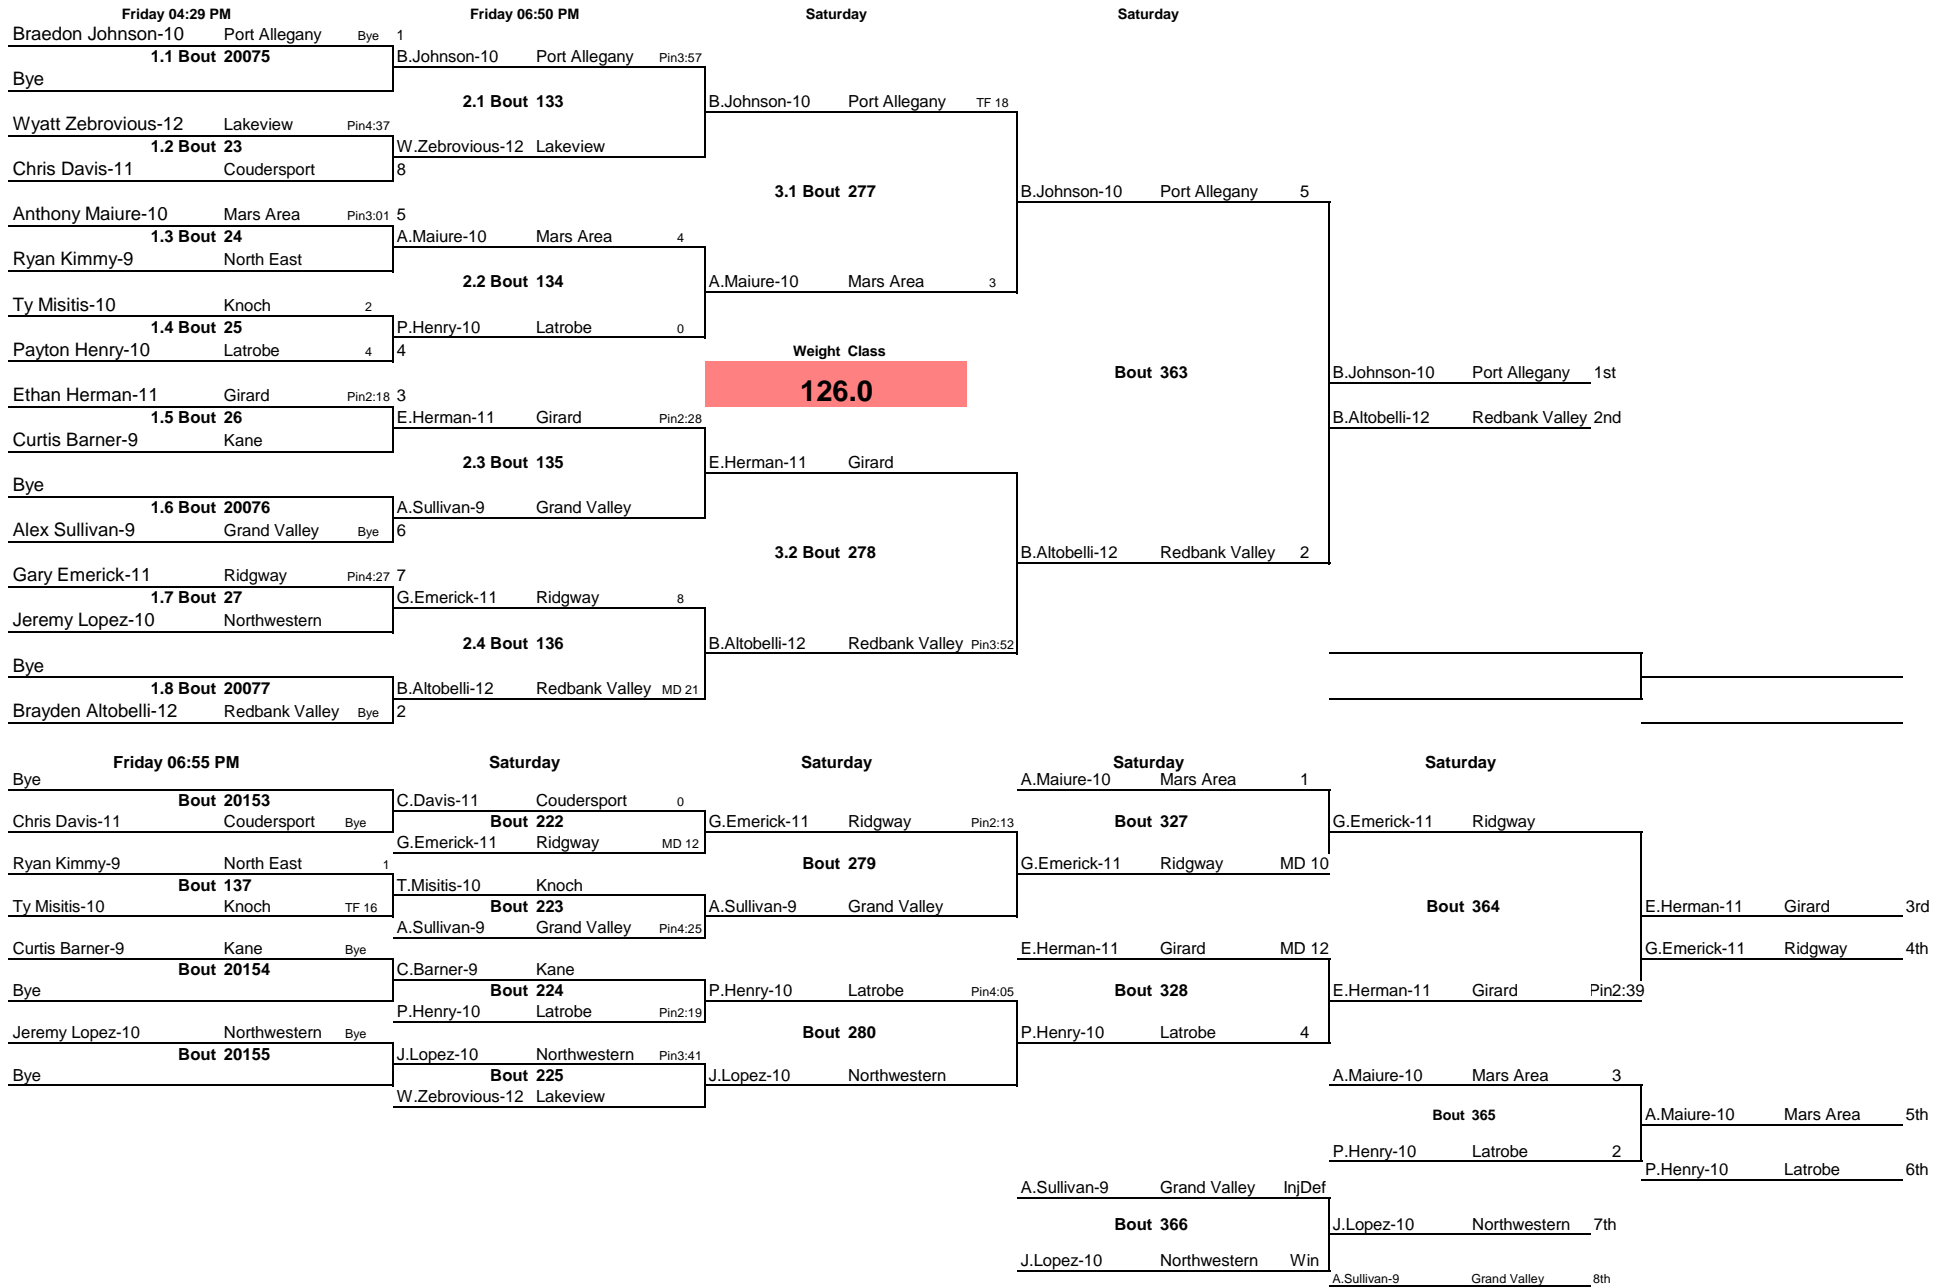 Friday 04:29 PM Friday 06:50 PM Saturday Saturday
Braedon Johnson-10 Port Allegany Bye 1
1.1 Bout 20075 B.Johnson-10 Port Allegany Pin3:57
Bye
2.1 Bout 133 B.Johnson-10 Port Allegany TF 18
Wyatt Zebrovious-12 Lakeview Pin4:37
1.2 Bout 23 W.Zebrovious-12 Lakeview
Chris Davis-11 Coudersport 8
3.1 Bout 277 B.Johnson-10 Port Allegany 5
Anthony Maiure-10 Mars Area Pin3:01 5
1.3 Bout 24 A.Maiure-10 Mars Area 4
Ryan Kimmy-9 North East
2.2 Bout 134 A.Maiure-10 Mars Area 3
Ty Misitis-10 Knoch 2
1.4 Bout 25 P.Henry-10 Latrobe 0
Payton Henry-10 Latrobe 4 4 Weight Class
Bout 363 B.Johnson-10 Port Allegany 1st
Ethan Herman-11 Girard Pin2:18 3 126.0
1.5 Bout 26 E.Herman-11 Girard Pin2:28 B.Altobelli-12 Redbank Valley 2nd
Curtis Barner-9 Kane
2.3 Bout 135 E.Herman-11 Girard
Bye
1.6 Bout 20076 A.Sullivan-9 Grand Valley
Alex Sullivan-9 Grand Valley Bye 6
3.2 Bout 278 B.Altobelli-12 Redbank Valley 2
Gary Emerick-11 Ridgway Pin4:27 7
1.7 Bout 27 G.Emerick-11 Ridgway 8
Jeremy Lopez-10 Northwestern
2.4 Bout 136 B.Altobelli-12 Redbank Valley Pin3:52
Bye
1.8 Bout 20077 B.Altobelli-12 Redbank Valley MD 21
Brayden Altobelli-12 Redbank Valley Bye 2
Friday 06:55 PM Saturday Saturday Saturday Saturday
Bye A.Maiure-10 Mars Area 1
Bout 20153 C.Davis-11 Coudersport 0
Chris Davis-11 Coudersport Bye Bout 222 G.Emerick-11 Ridgway Pin2:13 Bout 327 G.Emerick-11 Ridgway
G.Emerick-11 Ridgway MD 12
Ryan Kimmy-9 North East 1 Bout 279 G.Emerick-11 Ridgway MD 10
Bout 137 T.Misitis-10 Knoch
Ty Misitis-10 Knoch TF 16 Bout 223 A.Sullivan-9 Grand Valley Bout 364 E.Herman-11 Girard 3rd
A.Sullivan-9 Grand Valley Pin4:25
Curtis Barner-9 Kane Bye E.Herman-11 Girard MD 12 G.Emerick-11 Ridgway 4th
Bout 20154 C.Barner-9 Kane
Bye Bout 224 P.Henry-10 Latrobe Pin4:05 Bout 328 E.Herman-11 Girard Pin2:39
P.Henry-10 Latrobe Pin2:19
Jeremy Lopez-10 Northwestern Bye Bout 280 P.Henry-10 Latrobe 4
Bout 20155 J.Lopez-10 Northwestern Pin3:41
Bye Bout 225 J.Lopez-10 Northwestern A.Maiure-10 Mars Area 3
W.Zebrovious-12 Lakeview
Bout 365 A.Maiure-10 Mars Area 5th
P.Henry-10 Latrobe 2
P.Henry-10 Latrobe 6th
A.Sullivan-9 Grand Valley InjDef
Bout 366 J.Lopez-10 Northwestern 7th
J.Lopez-10 Northwestern Win
A.Sullivan-9 Grand Valley 8th